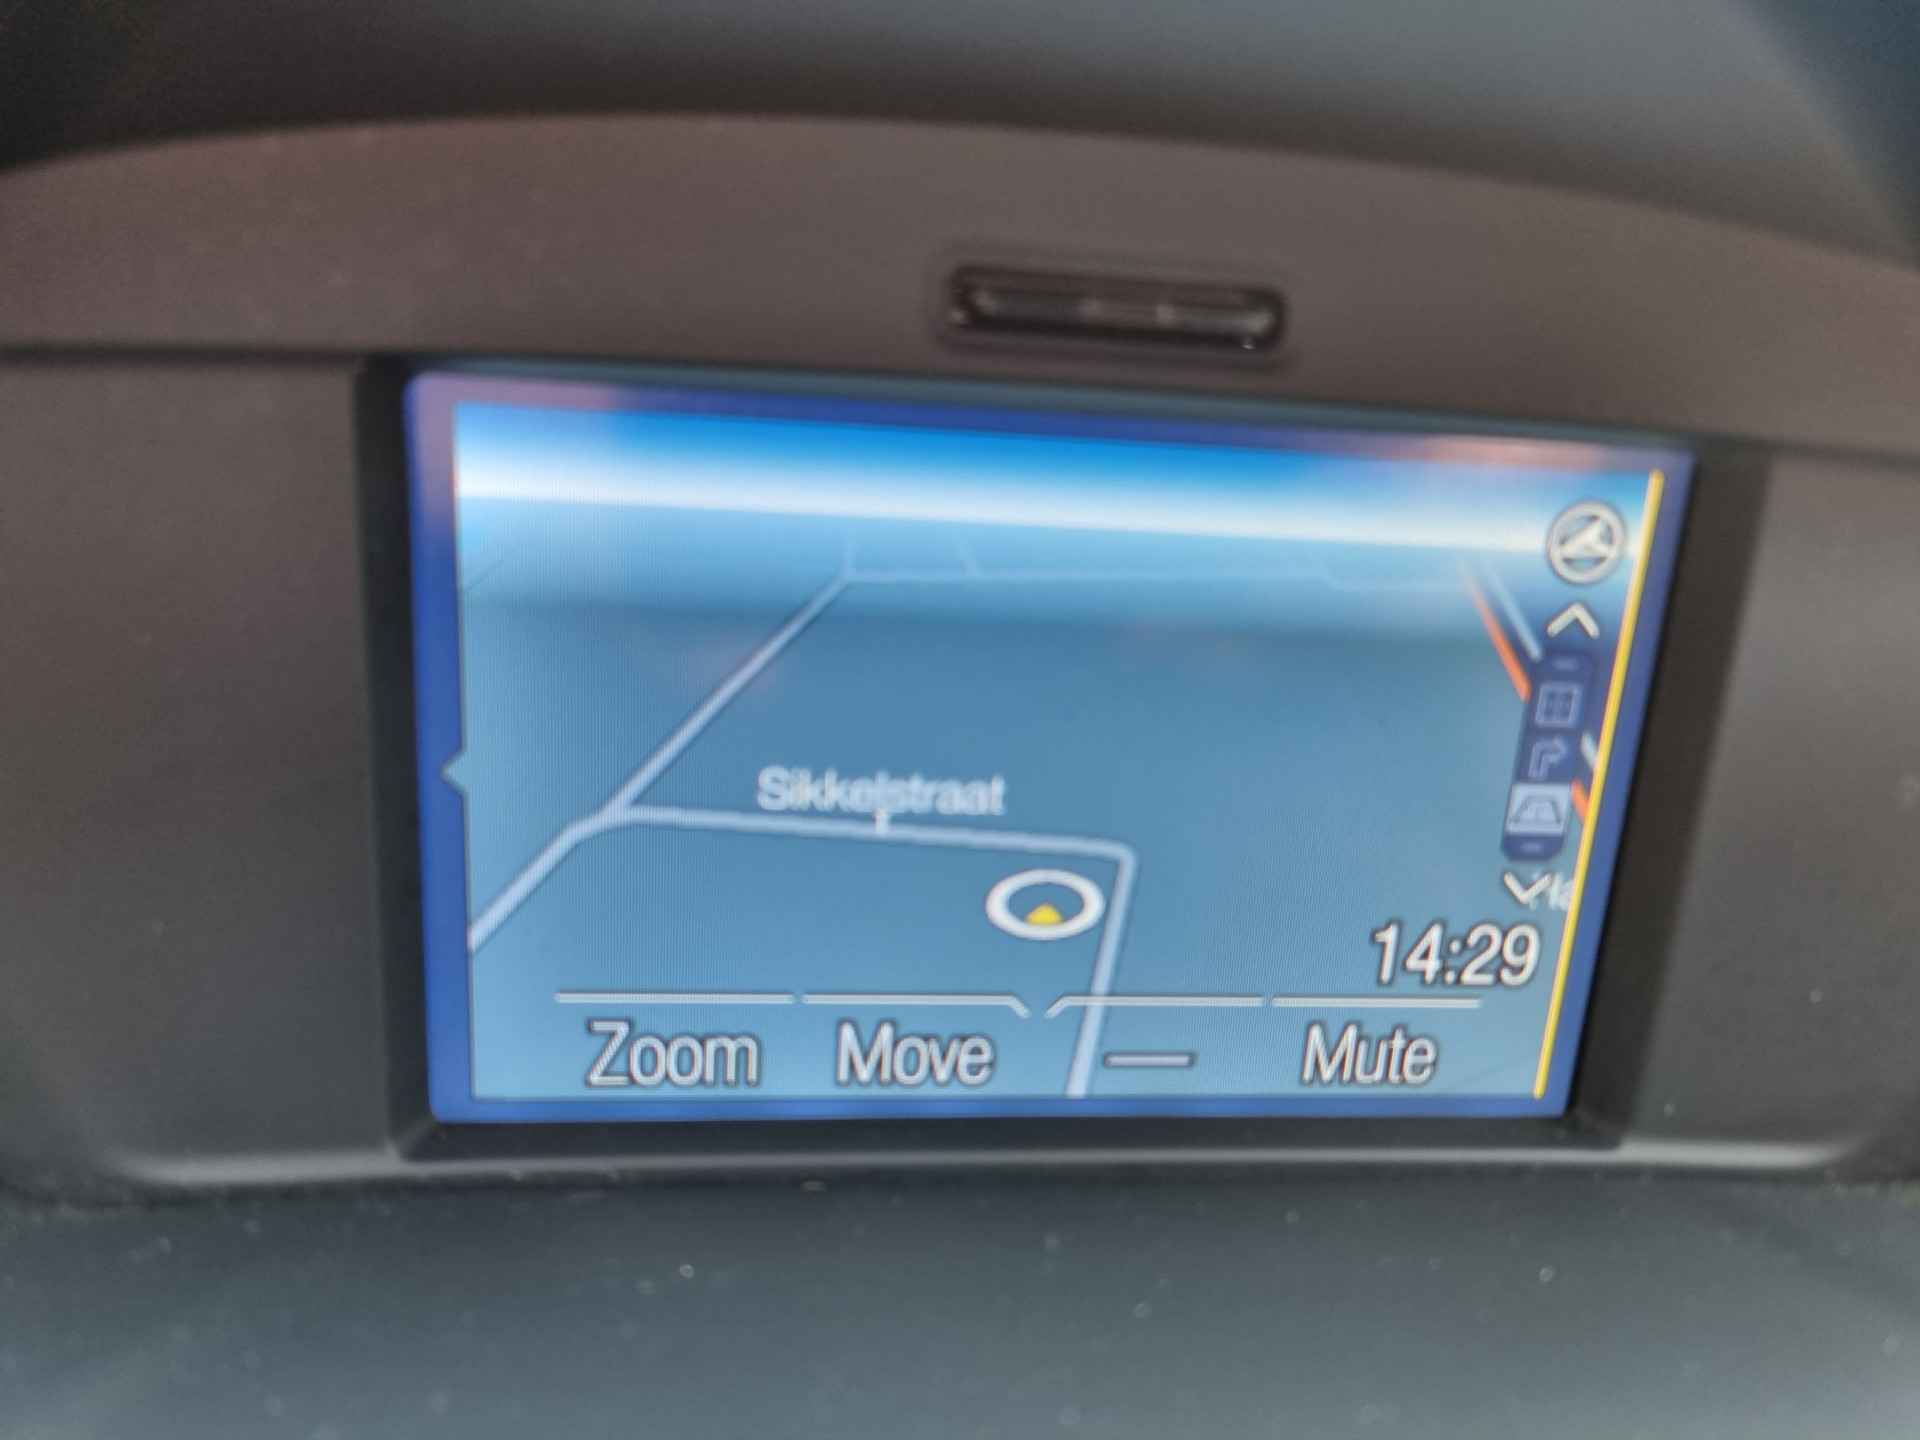 Sikkelstraat
14:29
Zoom Move — Mute